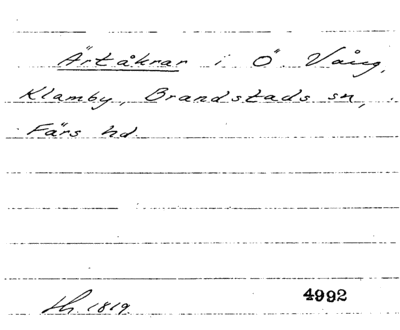 Ärtåkrar i Ö Vång,
Klamby, Brandstads sn,
Färs hd
1819
4992